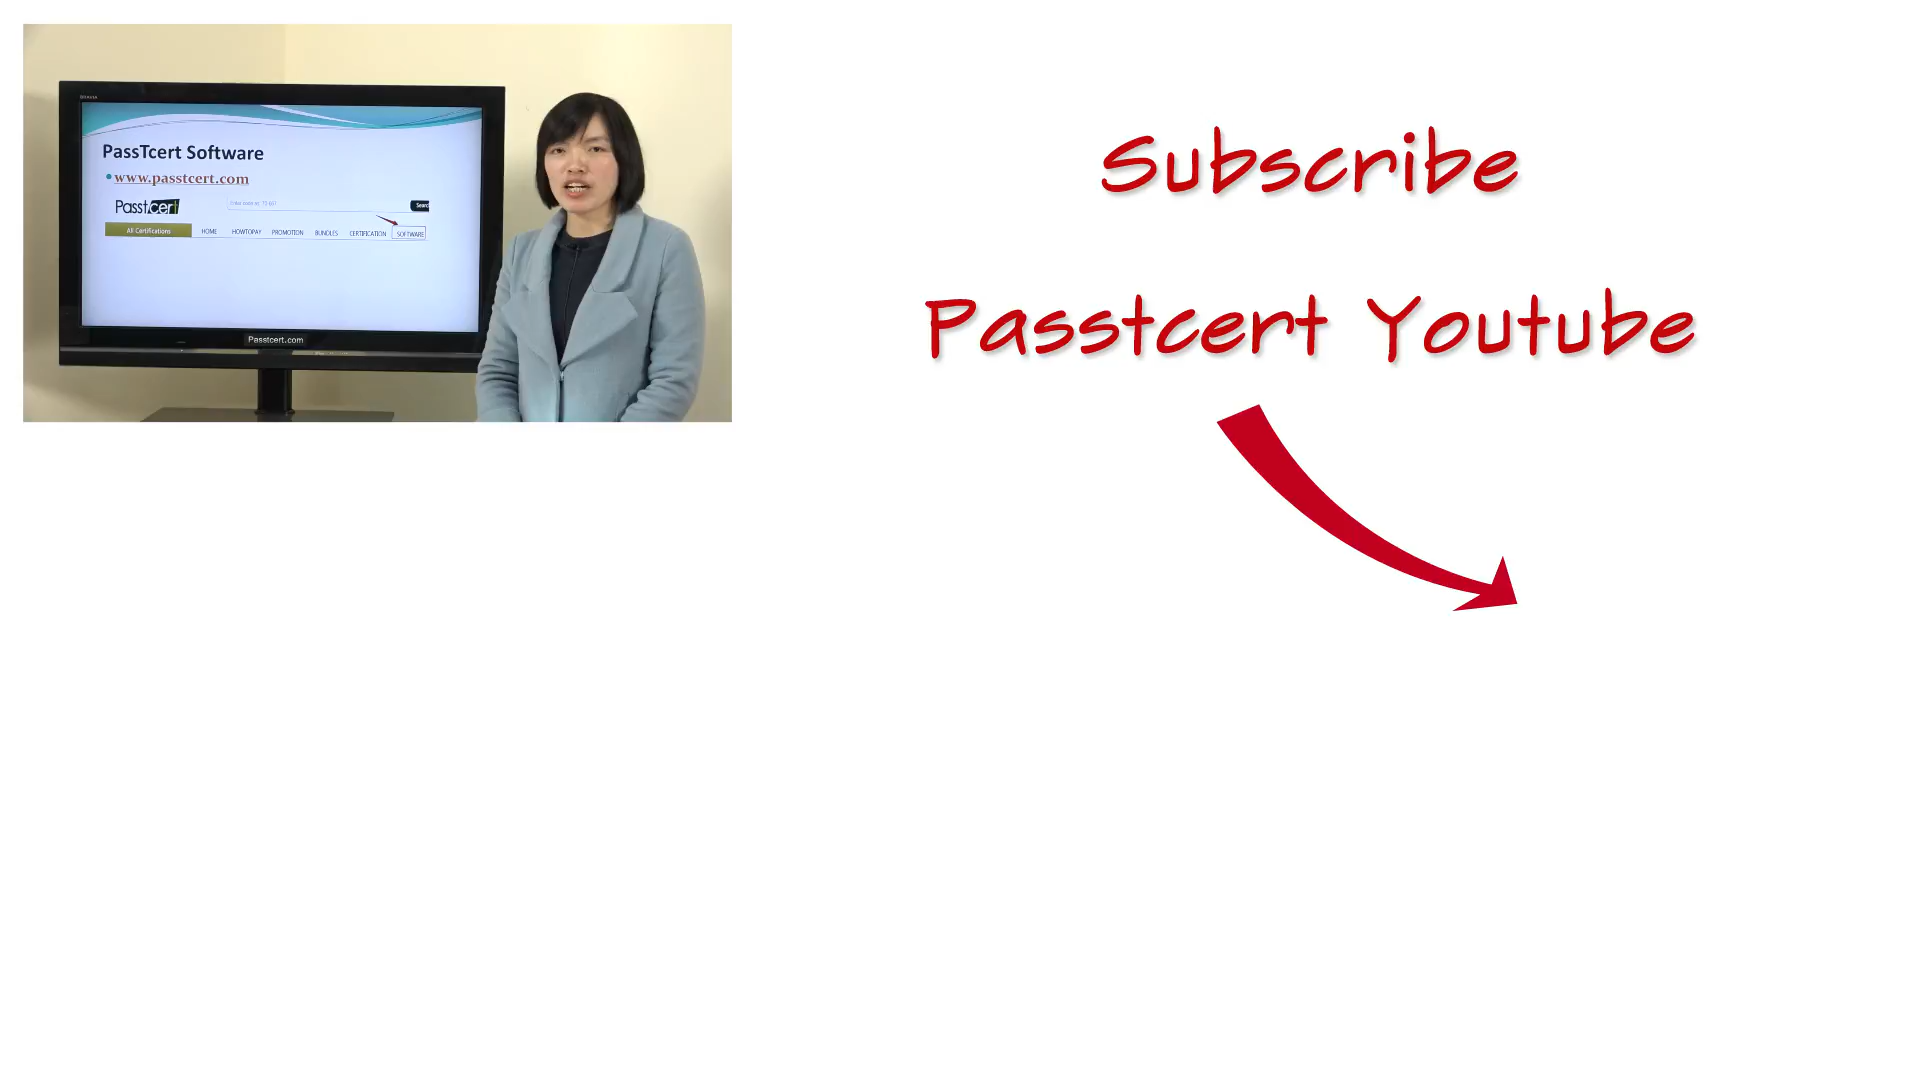 PassTcert Software
www.passtcert.com
Passtcert
Search
All Certifications
HOME
HOWTOPAY
PROMOTION
BUNDLES
CERTIFICATION
SOFTWARE
Passtcert.com
Subscribe
Passtcert Youtube